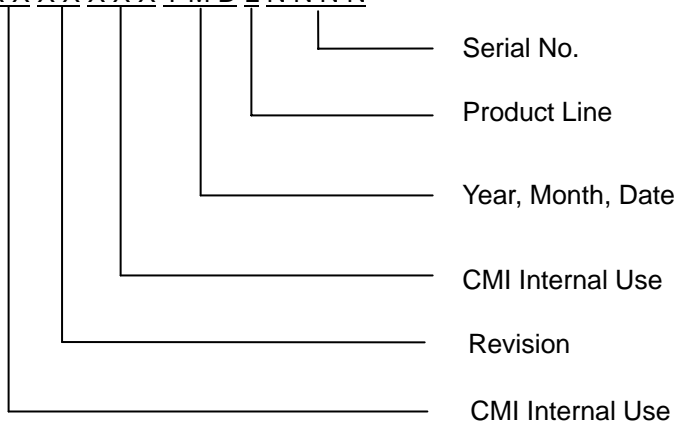 Serial No.
Product Line
Year, Month, Date
CMI Internal Use
Revision
CMI Internal Use